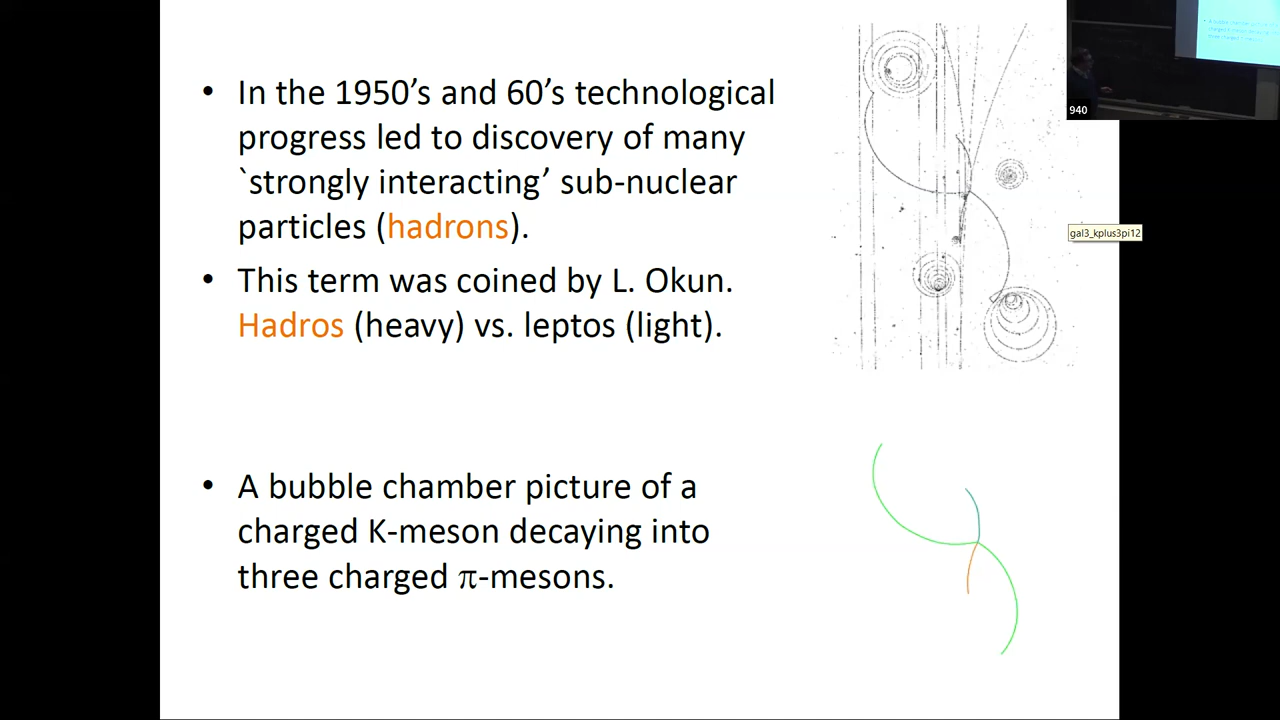 • In the 1950’s and 60’s technological
progress led to discovery of many
`strongly interacting’ sub-nuclear
particles (hadrons).
• This term was coined by L. Okun.
Hadros (heavy) vs. leptos (light).
• A bubble chamber picture of a
charged K-meson decaying into
three charged π-mesons.
940
gal3_kplus3pi12